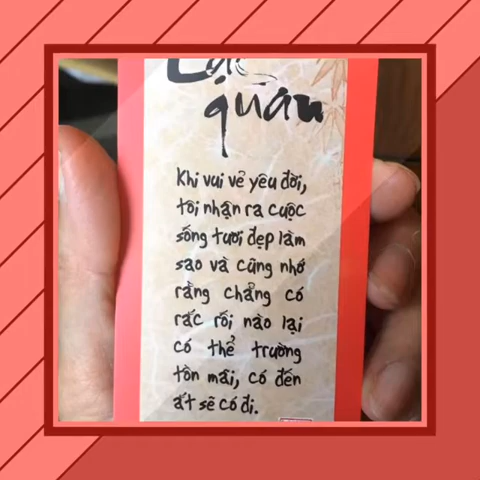 Lạc
quan
Khi vui vẻ yêu đời,
tôi nhận ra cuộc
sống tươi đẹp làm
sao và cũng nhớ
rằng chẳng có
rắc rối nào lại
có thể trường
tồn mãi, có đến
ắt sẽ có đi.